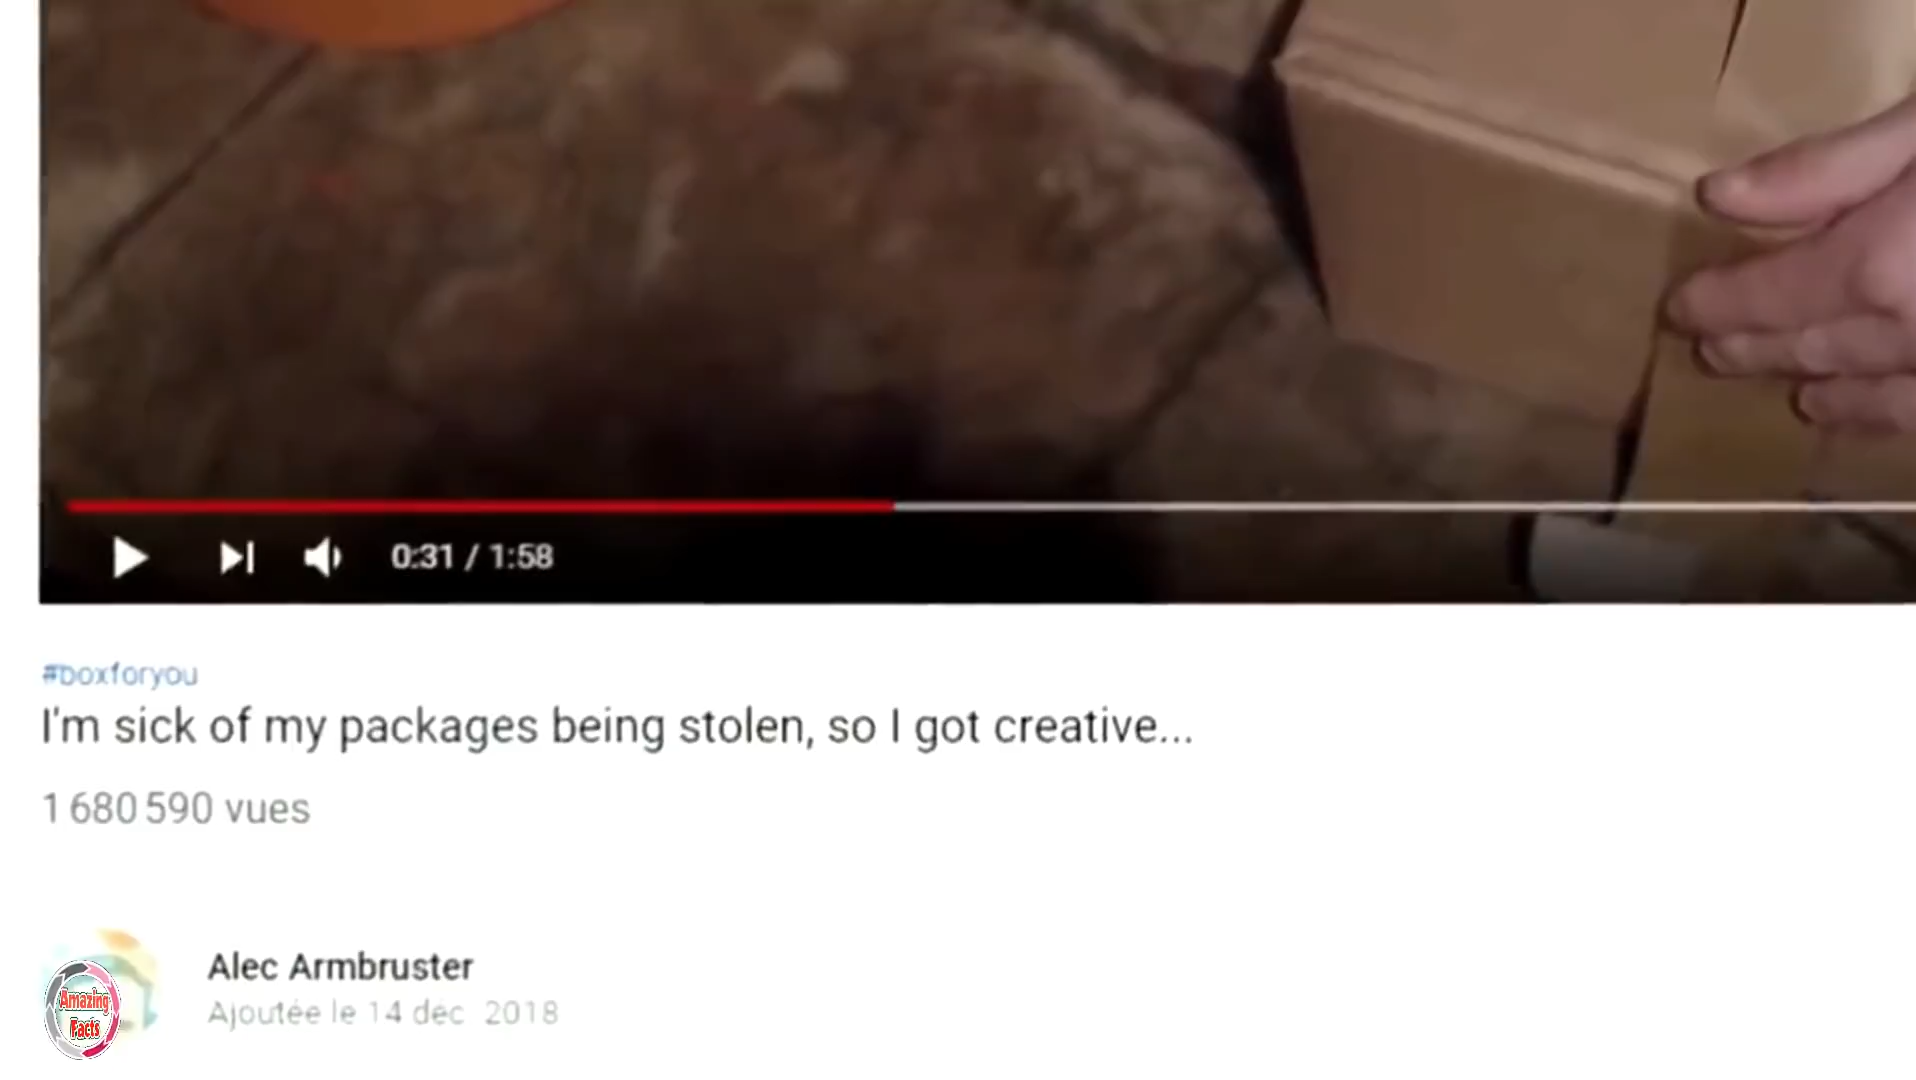 0:31 / 1:58
#boxforyou
I'm sick of my packages being stolen, so I got creative...
1 680 590 vues
Alec Armbruster
Ajoutée le 14 déc 2018
Amazing
Facts